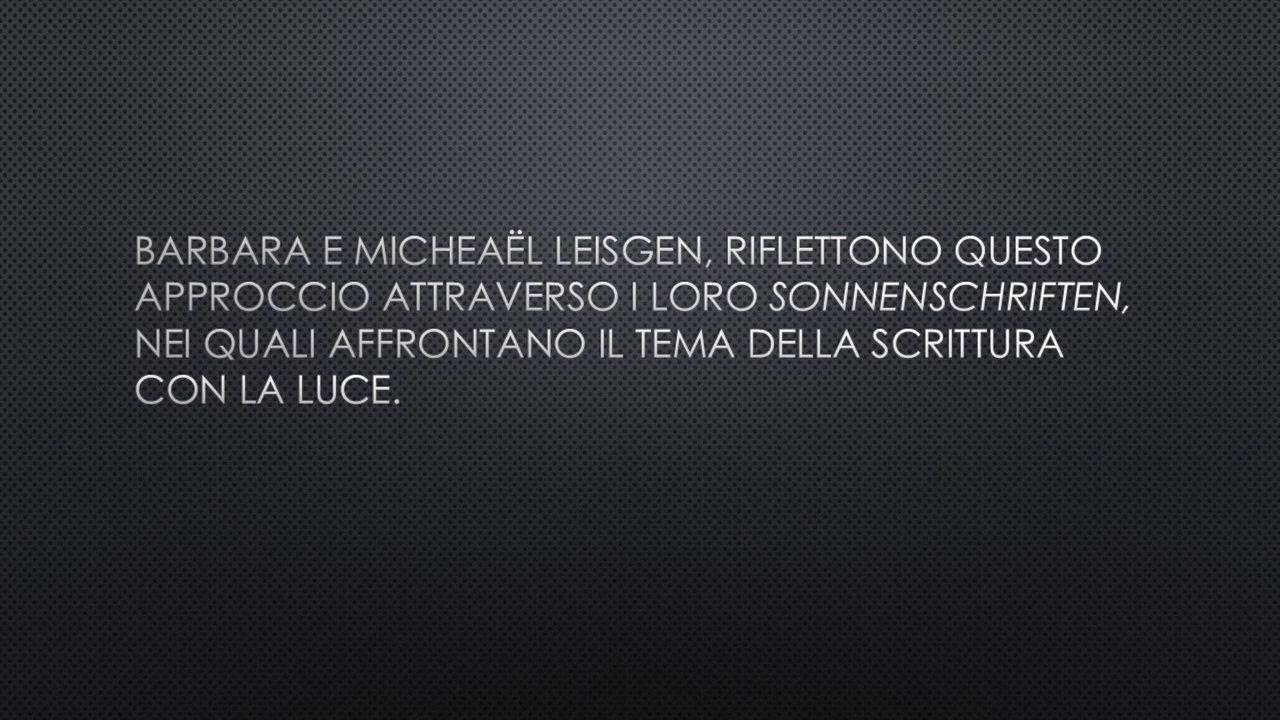 BARBARA E MICHEAËL LEISGEN, RIFLETTONO QUESTO
APPROCCIO ATTRAVERSO I LORO SONNENSCHRIFTEN,
NEI QUALI AFFRONTANO IL TEMA DELLA SCRITTURA
CON LA LUCE.